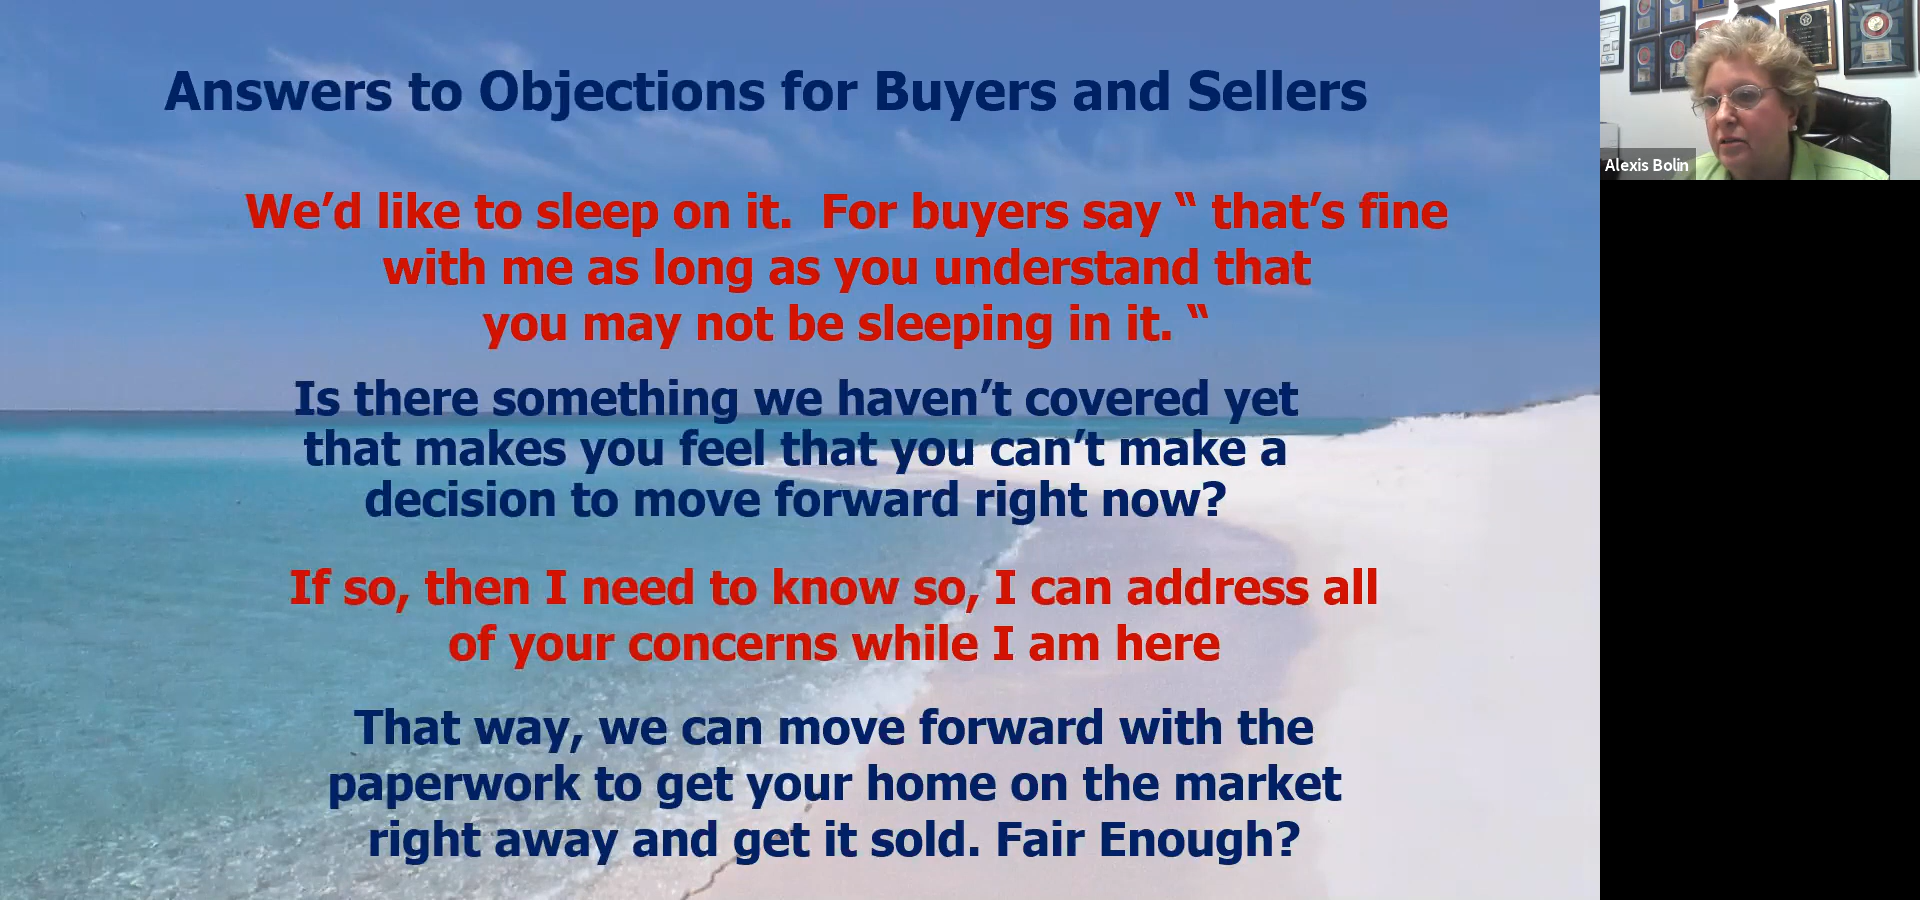 Answers to Objections for Buyers and Sellers
We’d like to sleep on it.  For buyers say “ that’s fine
with me as long as you understand that
you may not be sleeping in it. “
Is there something we haven’t covered yet
that makes you feel that you can’t make a
decision to move forward right now?
If so, then I need to know so, I can address all
of your concerns while I am here
That way, we can move forward with the
paperwork to get your home on the market
right away and get it sold. Fair Enough?
Alexis Bolin